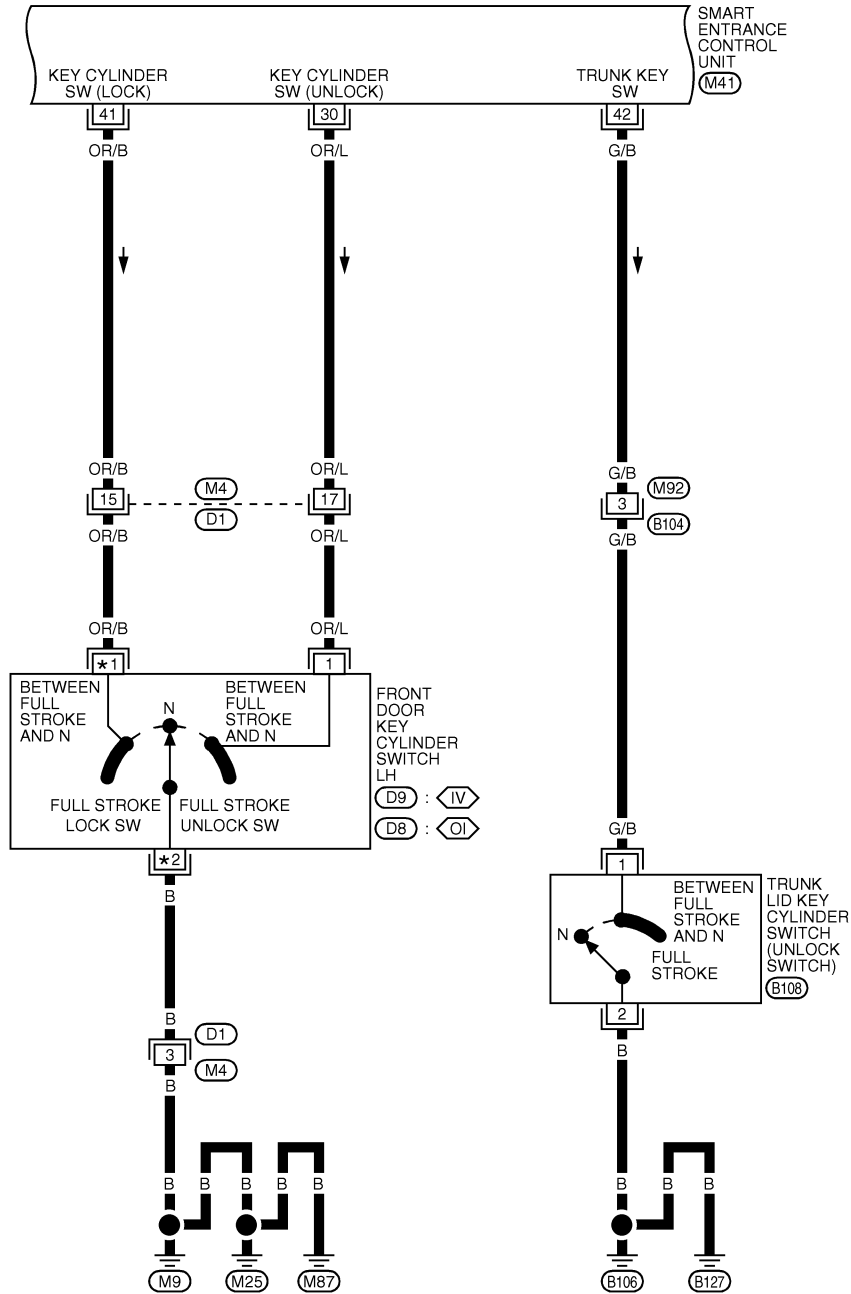 SMART
ENTRANCE
CONTROL
UNIT
M41
KEY CYLINDER
SW (LOCK)
KEY CYLINDER
SW (UNLOCK)
TRUNK KEY
SW
41
30
42
OR/B
OR/L
G/B
OR/B
OR/L
G/B
15
M4
D1
17
M92
3
B104
OR/B
OR/L
G/B
OR/B
OR/L
*1
1
BETWEEN
FULL
STROKE
AND N
N
BETWEEN
FULL
STROKE
AND N
FULL STROKE
LOCK SW
FULL STROKE
UNLOCK SW
FRONT
DOOR
KEY
CYLINDER
SWITCH
LH
D9 : IV
D8 : OI
*2
G/B
1
BETWEEN
FULL
STROKE
AND N
N
FULL
STROKE
TRUNK
LID KEY
CYLINDER
SWITCH
(UNLOCK
SWITCH)
B108
2
B
B
D1
3
M4
B
B
B
B
B
B
B
B
B
B
M9
M25
M87
B106
B127